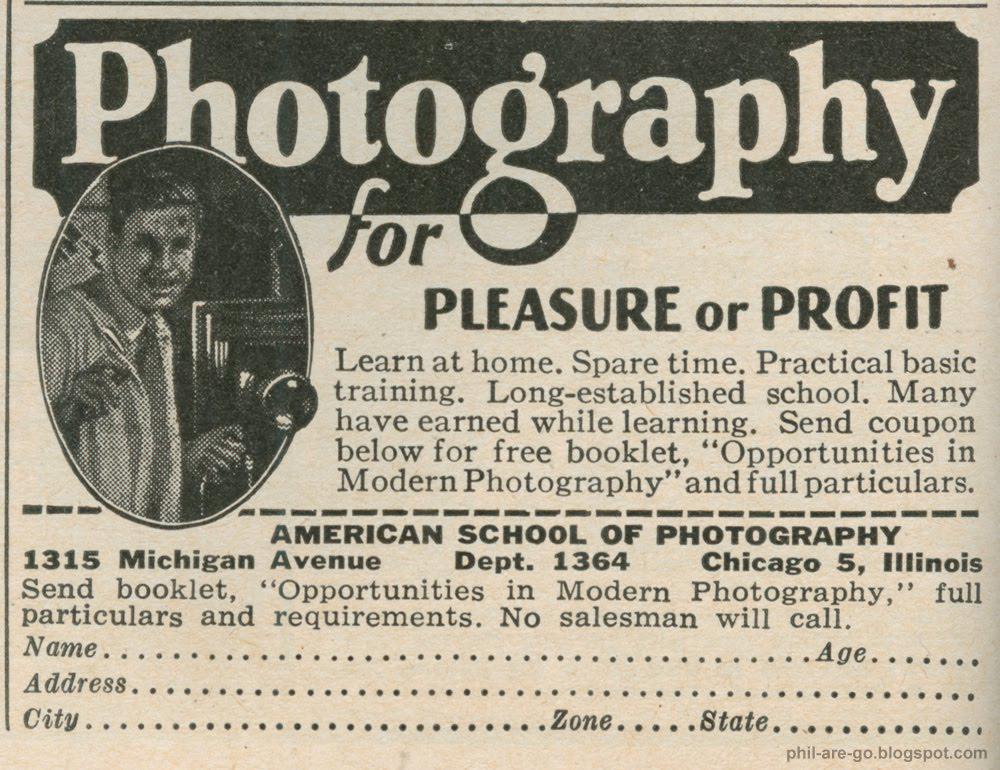 Photography
for
PLEASURE or PROFIT
Learn at home. Spare time. Practical basic
training. Long-established school. Many
have earned while learning. Send coupon
below for free booklet, "Opportunities in
Modern Photography" and full particulars.
AMERICAN SCHOOL OF PHOTOGRAPHY
1315 Michigan Avenue Dept. 1364 Chicago 5, Illinois
Send booklet, "Opportunities in Modern Photography," full
particulars and requirements. No salesman will call.
Name.......................................................Age.......
Address...............................................................
City...................................Zone.....State................
phil-are-go.blogspot.com